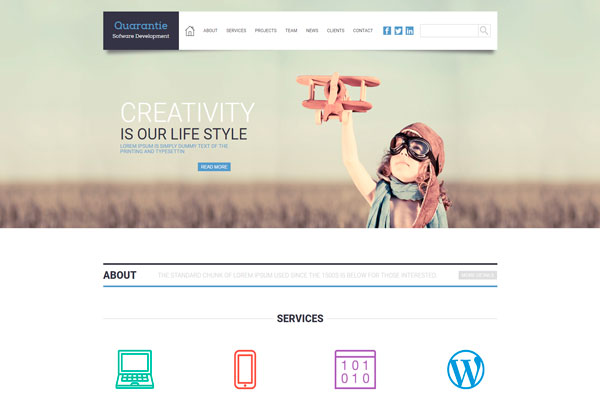 Quarantie
Sofware Development
ABOUT SERVICES PROJECTS TEAM NEWS CLIENTS CONTACT
CREATIVITY
IS OUR LIFE STYLE
LOREM IPSUM IS SIMPLY DUMMY TEXT OF THE
PRINTING AND TYPESETTIN.
READ MORE
ABOUT
THE STANDARD CHUNK OF LOREM IPSUM USED SINCE THE 1500S IS BELOW FOR THOSE INTERESTED.
MORE DETAILS
SERVICES
101
010